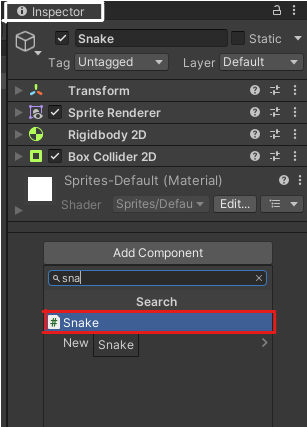 Inspector
Snake Static
Tag Untagged Layer Default
Transform
Sprite Renderer
Rigidbody 2D
Box Collider 2D
Sprites-Default (Material)
Shader Sprites/Defau Edit...
Add Component
sna
Search
Snake
New Snake